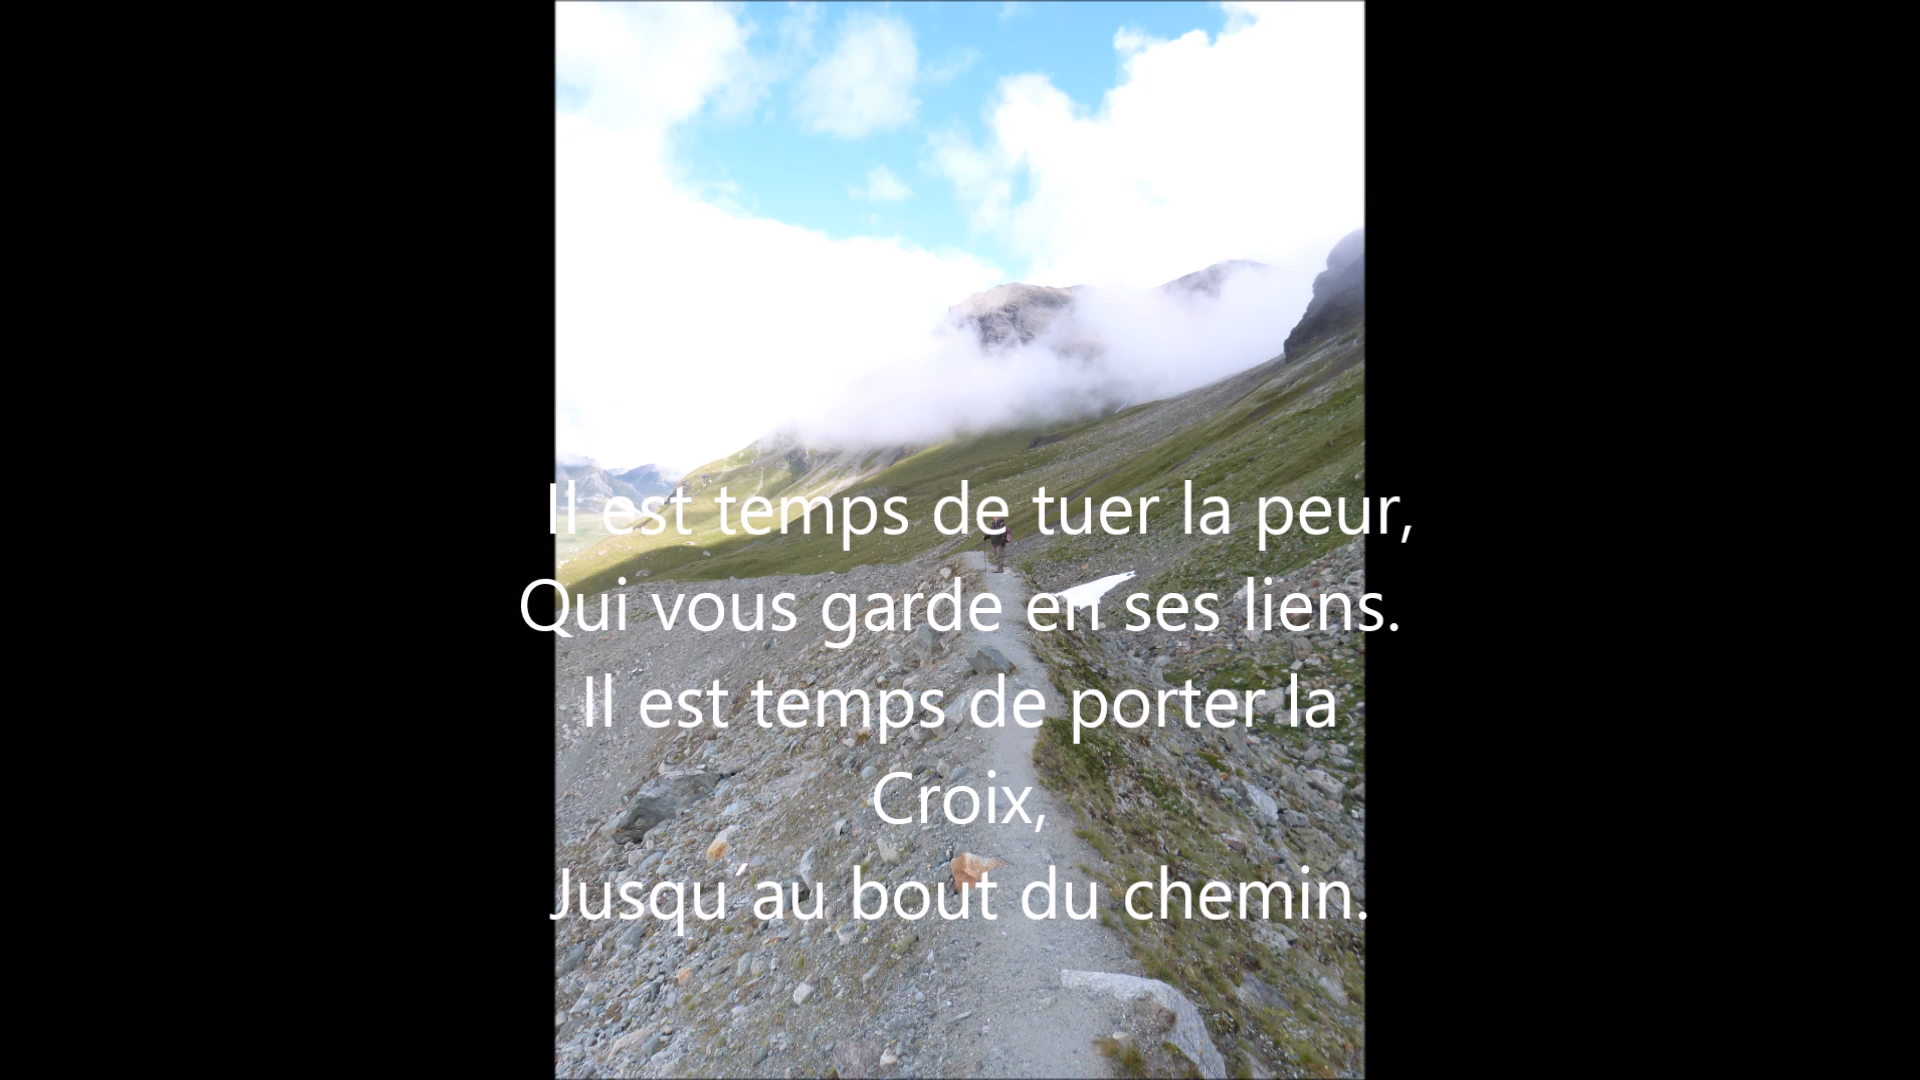 Il est temps de tuer la peur,
Qui vous garde en ses liens.
Il est temps de porter la
Croix,
Jusqu´au bout du chemin.